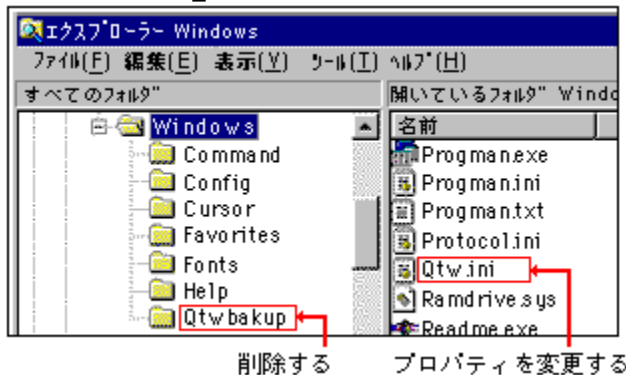 エクスプローラー Windows
ファイル(F) 編集(E) 表示(V) ツール(T) ヘルプ(H)
すべてのフォルダ 開いているフォルダ Windo
Windows 名前
Command Progman.exe
Config Progman.ini
Cursor Progman.txt
Favorites Protocol.ini
Fonts Qtw.ini
Help Ramdrive.sys
Qtwbakup Readme.exe
削除する プロパティを変更する